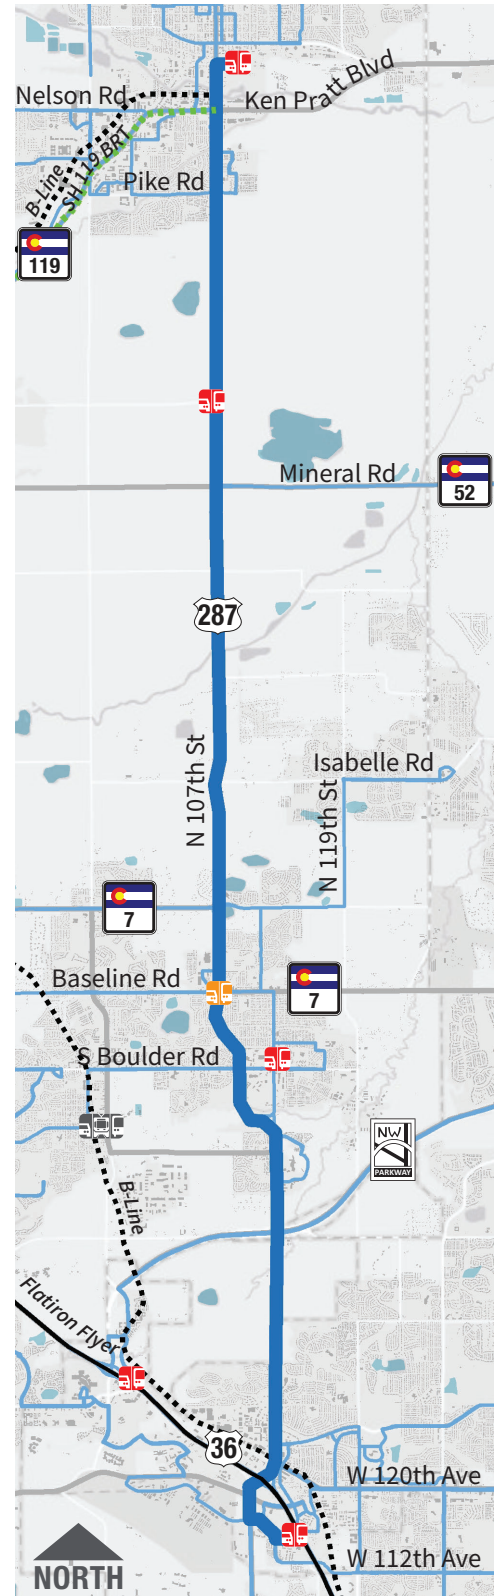 Nelson Rd
Ken Pratt Blvd
B-Line
SH 119 BRT
Pike Rd
119
Mineral Rd
52
287
N 107th St
Isabelle Rd
N 119th St
7
Baseline Rd
7
S Boulder Rd
NW
PARKWAY
B-Line
Flatiron Flyer
36
W 120th Ave
W 112th Ave
NORTH